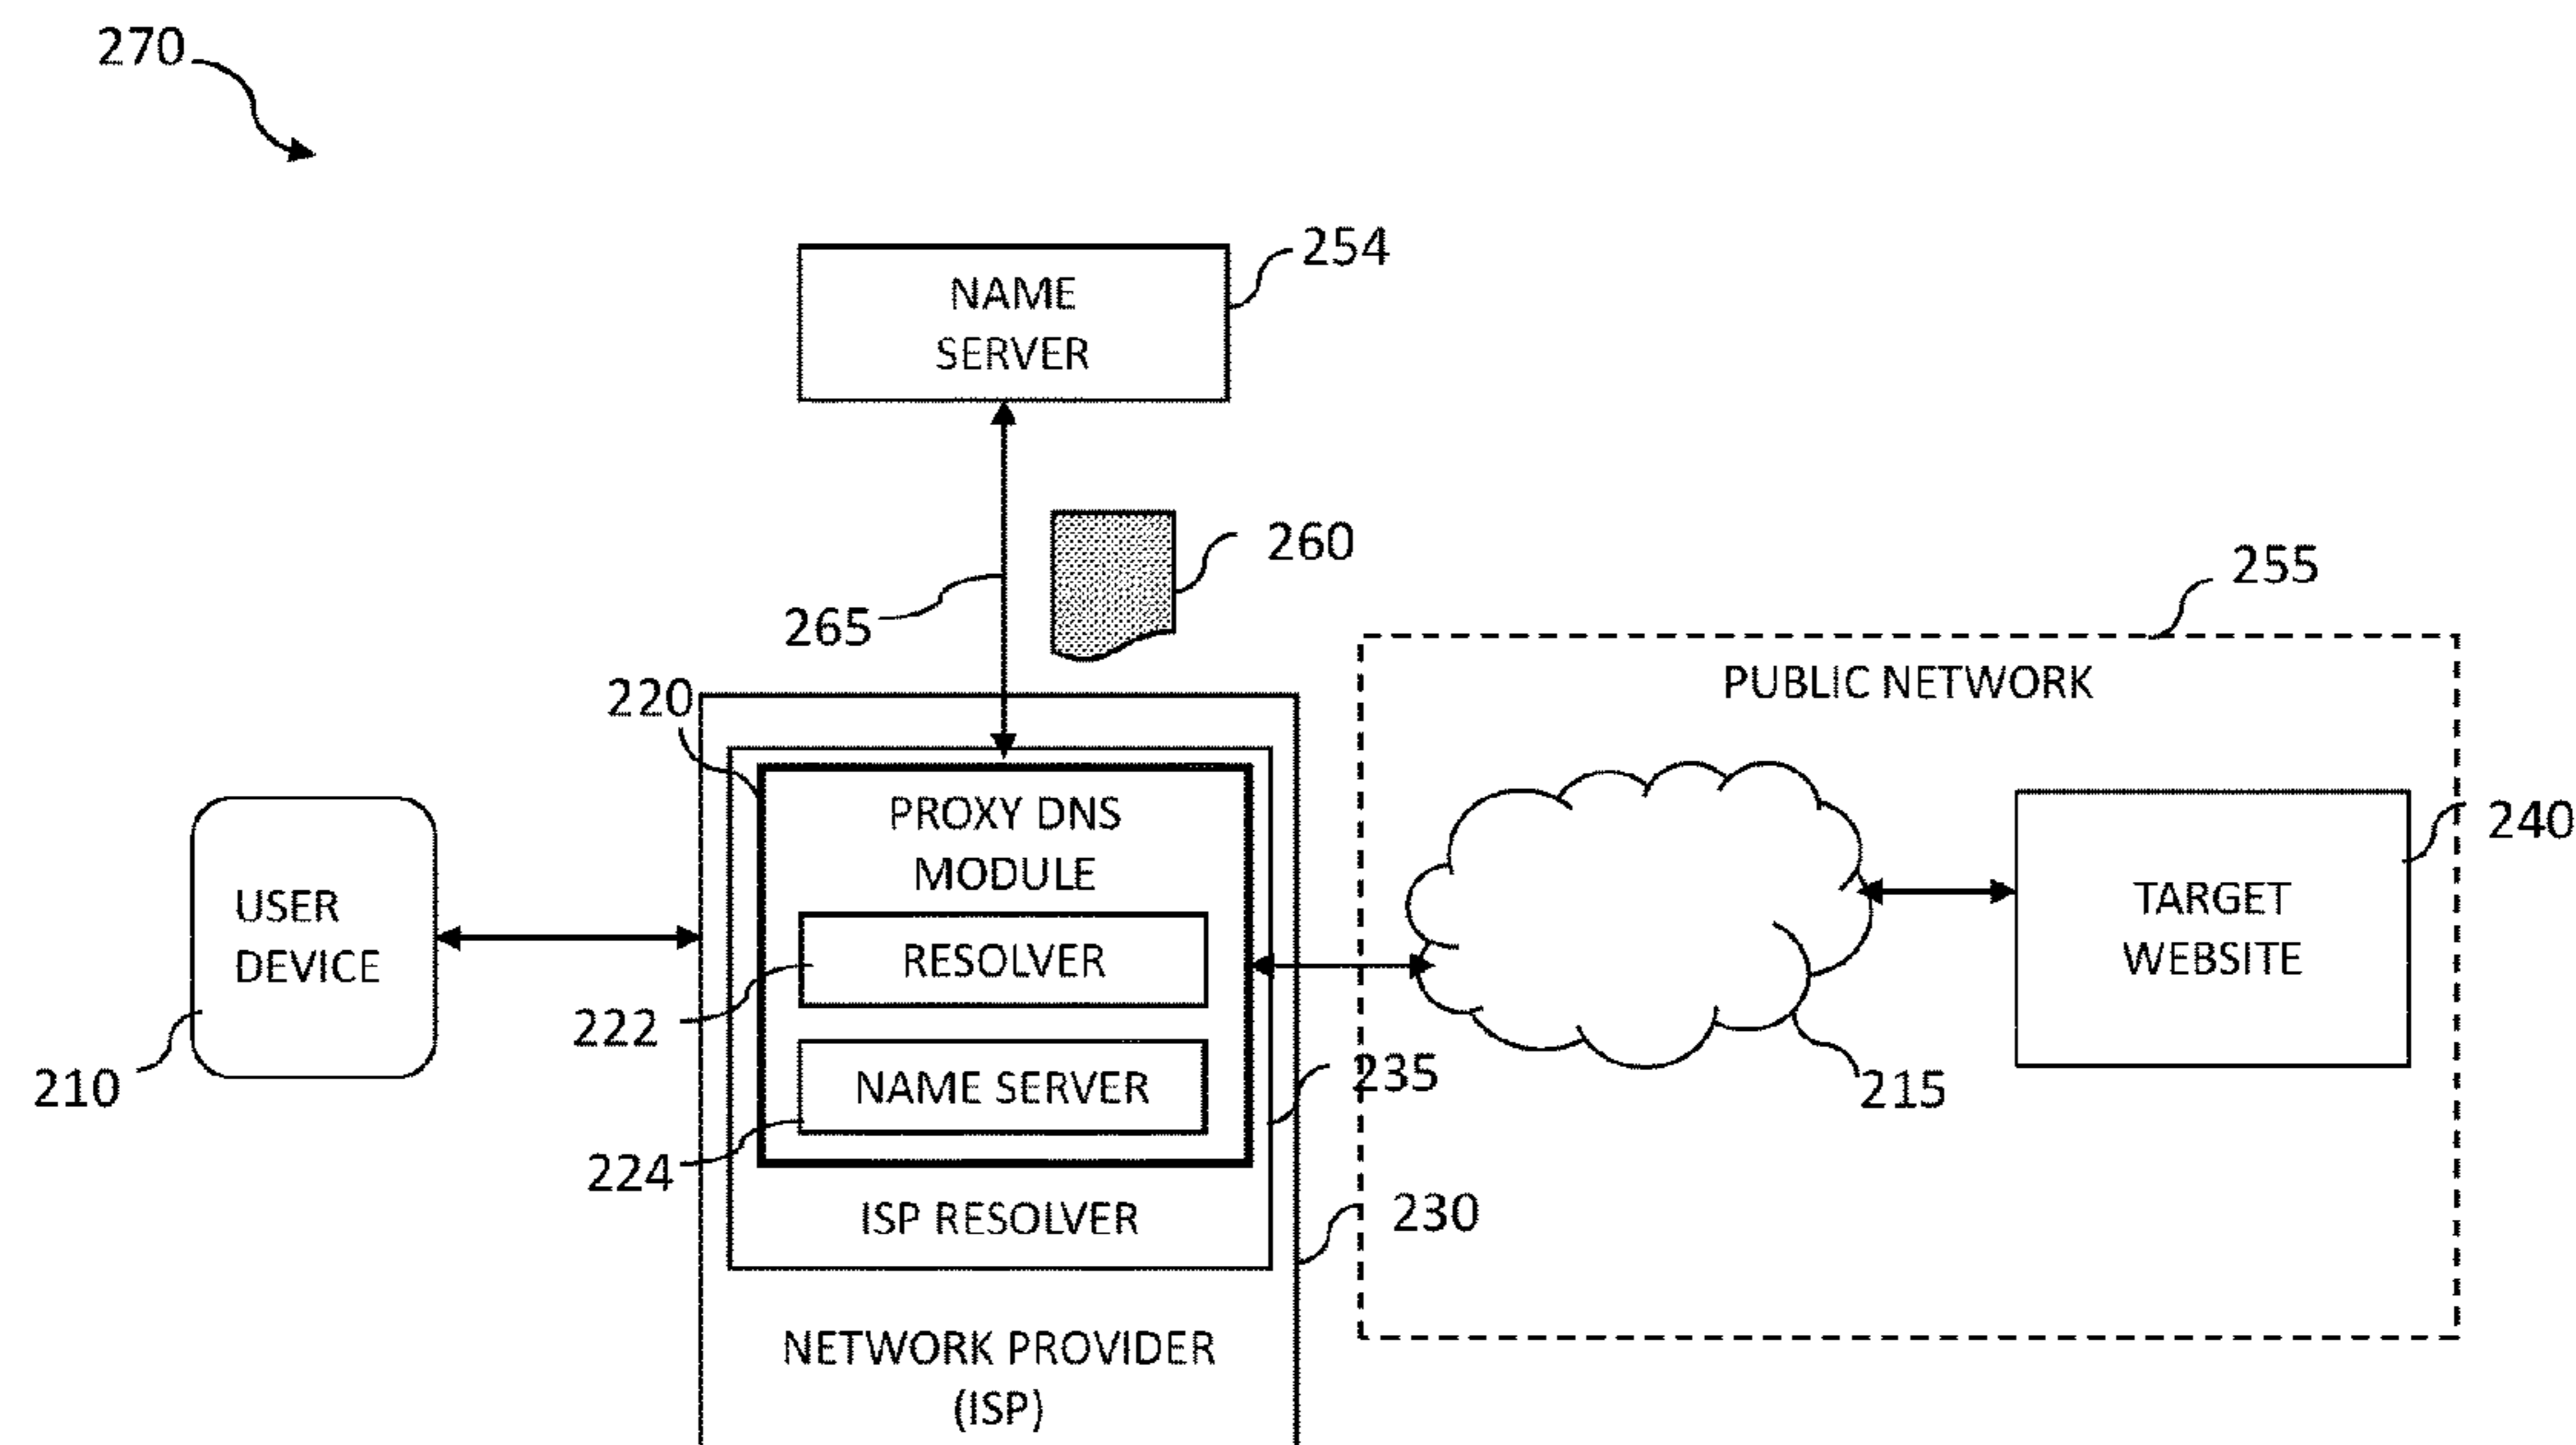 270
254
NAME
SERVER
260
265
255
PUBLIC NETWORK
220
PROXY DNS
MODULE
240
USER
DEVICE
TARGET
WEBSITE
RESOLVER
222
NAME SERVER
235
210
215
224
ISP RESOLVER
230
NETWORK PROVIDER
(ISP)